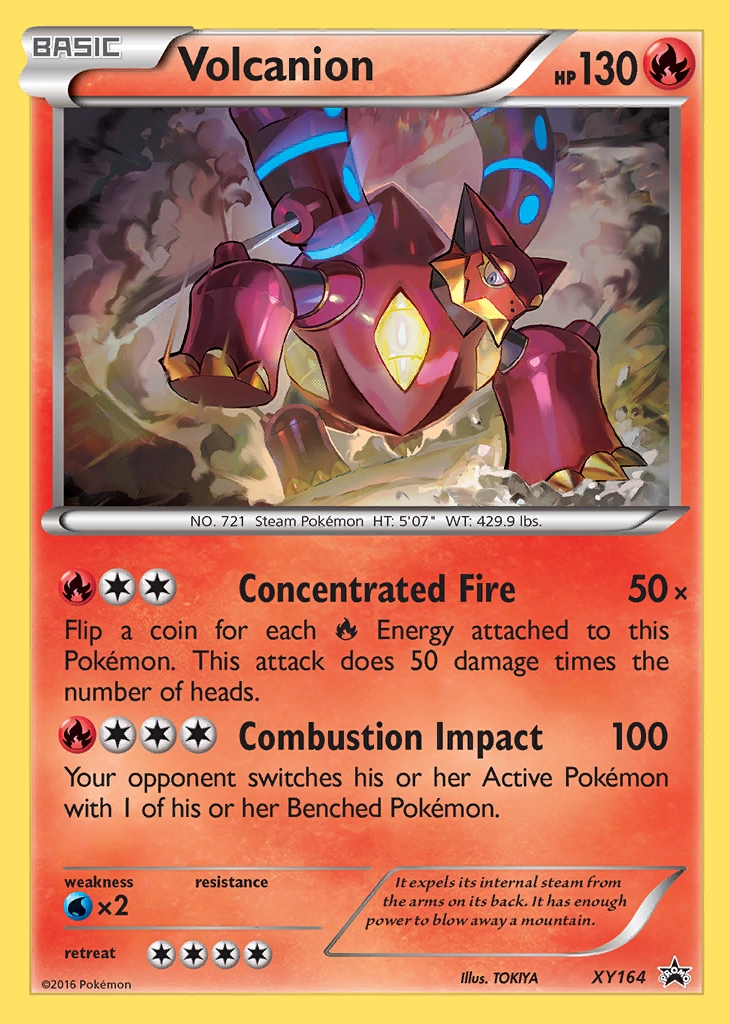 BASIC
Volcanion
HP 130
NO. 721 Steam Pokémon HT: 5'07" WT: 429.9 lbs.
Concentrated Fire 50×
Flip a coin for each Energy attached to this
Pokémon. This attack does 50 damage times the
number of heads.
Combustion Impact 100
Your opponent switches his or her Active Pokémon
with 1 of his or her Benched Pokémon.
weakness resistance
×2
It expels its internal steam from
the arms on its back. It has enough
power to blow away a mountain.
retreat
©2016 Pokémon
Illus. TOKIYA
XY164
PROMO